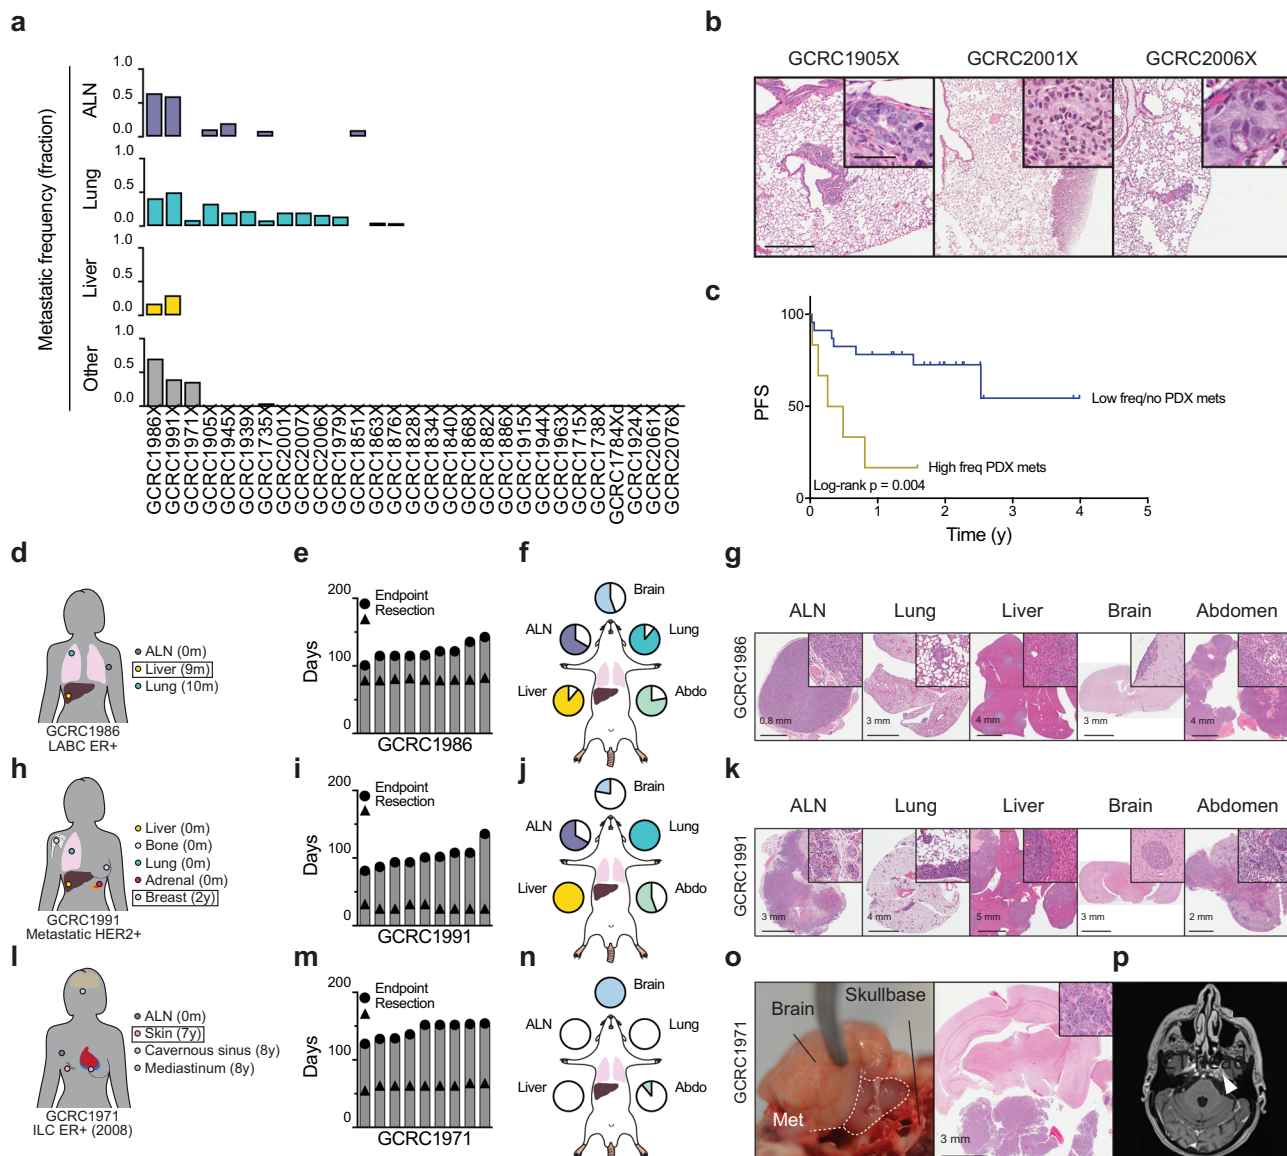 a
Metastatic frequency (fraction)
ALN
1.0
0.5
0.0
Lung
1.0
0.5
0.0
Liver
1.0
0.5
0.0
Other
1.0
0.5
0.0
GCRC1986X
GCRC1991X
GCRC1971X
GCRC1905X
GCRC1945X
GCRC1939X
GCRC1735X
GCRC2001X
GCRC2007X
GCRC2006X
GCRC1979X
GCRC1851X
GCRC1863X
GCRC1876X
GCRC1828X
GCRC1834X
GCRC1840X
GCRC1868X
GCRC1882X
GCRC1886X
GCRC1915X
GCRC1944X
GCRC1963X
GCRC1715X
GCRC1738X
GCRC1784Xd
GCRC1924X
GCRC2061X
GCRC2076X
b
GCRC1905X
GCRC2001X
GCRC2006X
c
PFS
100
50
0
Low freq/no PDX mets
High freq PDX mets
Log-rank p = 0.004
0 1 2 3 4 5
Time (y)
d
ALN (0m)
Liver (9m)
Lung (10m)
GCRC1986
LABC ER+
e
Days
200
100
0
Endpoint
Resection
GCRC1986
f
Brain
ALN
Lung
Liver
Abdo
g
GCRC1986
ALN
Lung
Liver
Brain
Abdomen
0.8 mm
3 mm
4 mm
3 mm
4 mm
h
Liver (0m)
Bone (0m)
Lung (0m)
Adrenal (0m)
Breast (2y)
GCRC1991
Metastatic HER2+
i
Days
200
100
0
Endpoint
Resection
GCRC1991
j
Brain
ALN
Lung
Liver
Abdo
k
GCRC1991
ALN
Lung
Liver
Brain
Abdomen
3 mm
4 mm
5 mm
3 mm
2 mm
l
ALN (0m)
Skin (7y)
Cavernous sinus (8y)
Mediastinum (8y)
GCRC1971
ILC ER+ (2008)
m
Days
200
100
0
Endpoint
Resection
GCRC1971
n
Brain
ALN
Lung
Liver
Abdo
o
GCRC1971
Brain
Skullbase
Met
3 mm
p